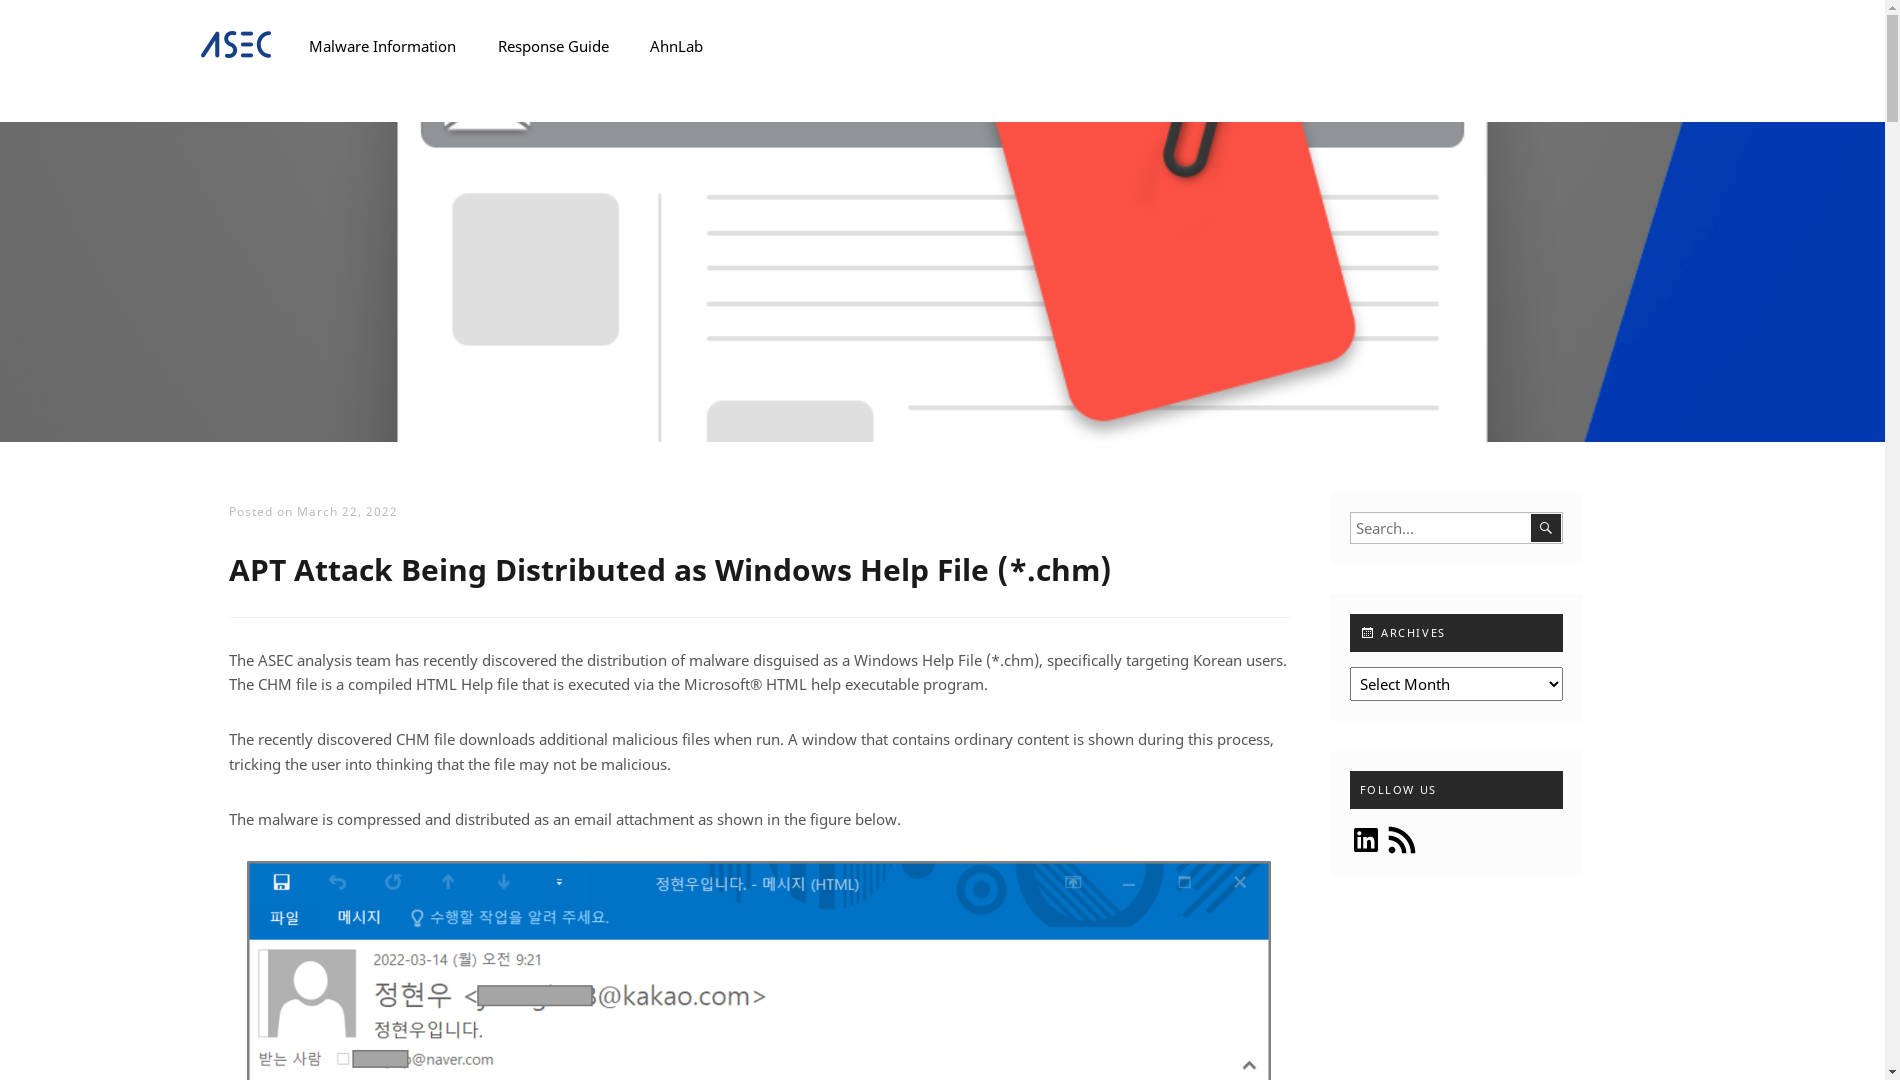 ASEC
Malware Information
Response Guide
AhnLab
Posted on March 22, 2022
APT Attack Being Distributed as Windows Help File (*.chm)
The ASEC analysis team has recently discovered the distribution of malware disguised as a Windows Help File (*.chm), specifically targeting Korean users.
The CHM file is a compiled HTML Help file that is executed via the Microsoft® HTML help executable program.
The recently discovered CHM file downloads additional malicious files when run. A window that contains ordinary content is shown during this process,
tricking the user into thinking that the file may not be malicious.
The malware is compressed and distributed as an email attachment as shown in the figure below.
정현우입니다. - 메시지 (HTML)
파일 메시지 수행할 작업을 알려 주세요.
2022-03-14 (월) 오전 9:21
정현우 < @kakao.com>
정현우입니다.
받는 사람 @naver.com
Search...
ARCHIVES
Select Month
FOLLOW US
in